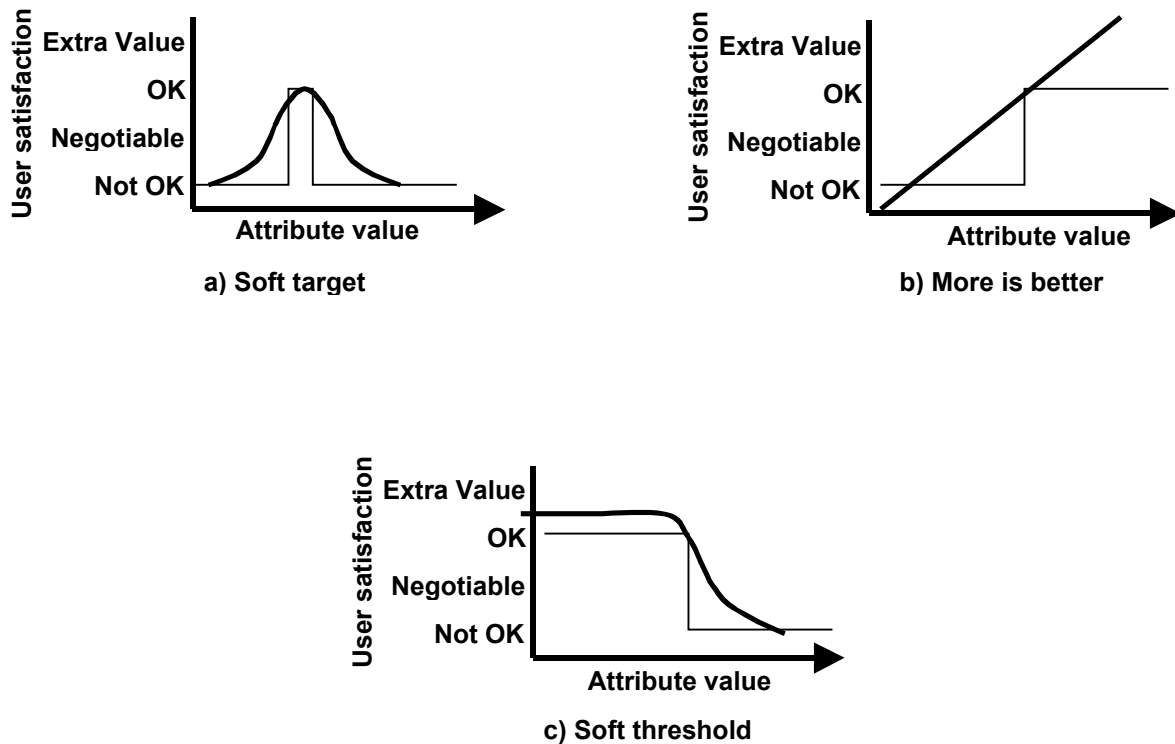 User satisfaction
Extra Value
OK
Negotiable
Not OK
Attribute value
a) Soft target
User satisfaction
Extra Value
OK
Negotiable
Not OK
Attribute value
b) More is better
User satisfaction
Extra Value
OK
Negotiable
Not OK
Attribute value
c) Soft threshold